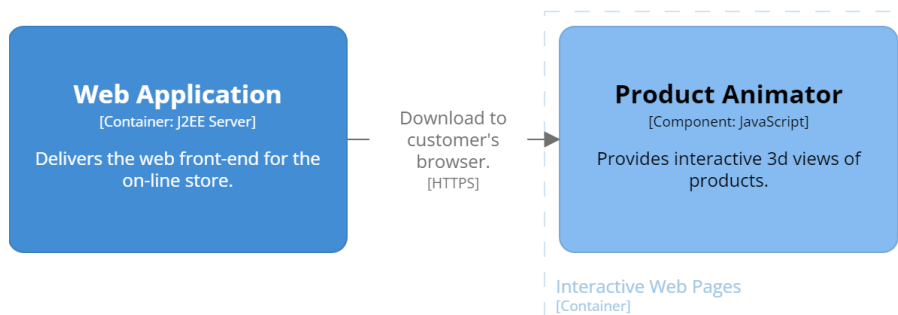 Web Application
[Container: J2EE Server]
Delivers the web front-end for the
on-line store.
Download to
customer's
browser.
[HTTPS]
Product Animator
[Component: JavaScript]
Provides interactive 3d views of
products.
Interactive Web Pages
[Container]